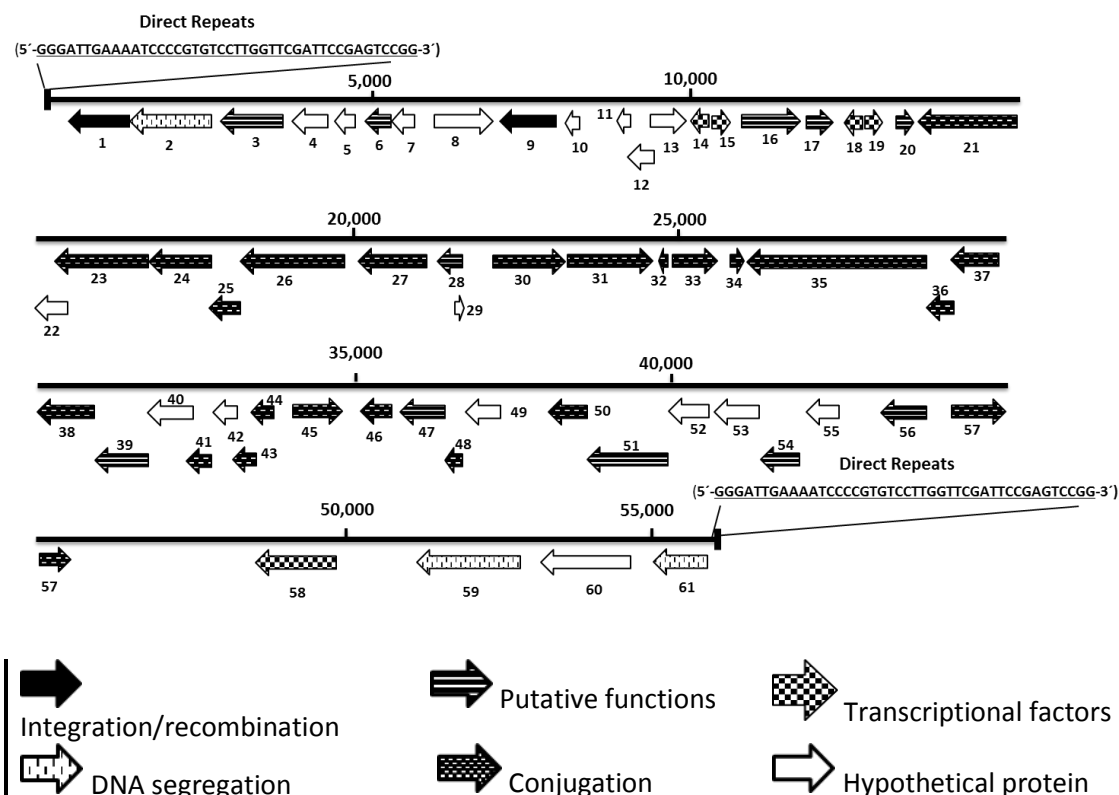 Direct Repeats
(5´-GGGATTGAAAATCCCCGTGTCCTTGGTTCGATTCCGAGTCCGG-3´)
5,000 10,000
1 2 3 4 5 6 7 8 9 10 11 12 13 14 15 16 17 18 19 20 21
20,000 25,000
22 23 24 25 26 27 28 29 30 31 32 33 34 35 36 37
35,000 40,000
38 39 40 41 42 43 44 45 46 47 48 49 50 51 52 53 54 55 56 57
Direct Repeats
(5´-GGGATTGAAAATCCCCGTGTCCTTGGTTCGATTCCGAGTCCGG-3´)
50,000 55,000
57 58 59 60 61
Integration/recombination
Putative functions
Transcriptional factors
DNA segregation
Conjugation
Hypothetical protein